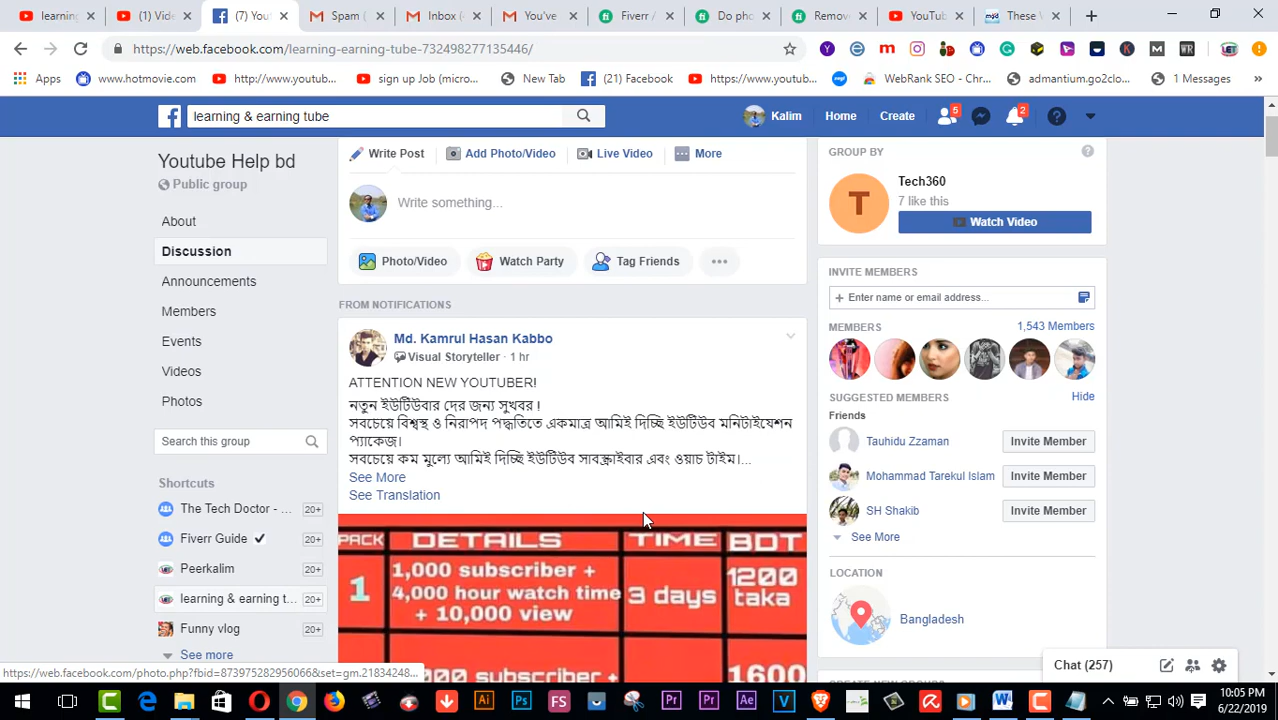 learning
(1) Vide
(7) You
Spam (
Inbox (
You've
Fiverr /
Do pho
Remov
YouTu
These V
https://web.facebook.com/learning-earning-tube-732498277135446/
Apps
www.hotmovie.com
http://www.youtub...
sign up Job (micro...
New Tab
(21) Facebook
https://www.youtub...
WebRank SEO - Chr...
admantium.go2clo...
1 Messages
learning & earning tube
Kalim
Home
Create
5
2
Youtube Help bd
Public group
About
Discussion
Announcements
Members
Events
Videos
Photos
Search this group
Shortcuts
The Tech Doctor - ... 20+
Fiverr Guide 20+
Peerkalim 20+
learning & earning t... 20+
Funny vlog 20+
See more
Write Post
Add Photo/Video
Live Video
More
Write something...
Photo/Video
Watch Party
Tag Friends
FROM NOTIFICATIONS
Md. Kamrul Hasan Kabbo
Visual Storyteller · 1 hr
ATTENTION NEW YOUTUBER!
নতুন ইউটিউবার দের জন্য সুখবর !
সবচেয়ে বিশ্বস্থ ও নিরাপদ পদ্ধতিতে একমাত্র আমিই দিচ্ছি ইউটিউব মনিটাইযেশন
প্যাকেজ।
সবচেয়ে কম মুল্যে আমিই দিচ্ছি ইউটিউব সাবস্ক্রাইবার এবং ওয়াচ টাইম।...
See More
See Translation
PACK DETAILS TIME BDT
1
1,000 subscriber +
4,000 hour watch time
+ 10,000 view
3 days
1200
taka
subscriber +
1600
GROUP BY
Tech360
7 like this
T
Watch Video
INVITE MEMBERS
+ Enter name or email address...
MEMBERS
1,543 Members
SUGGESTED MEMBERS
Hide
Friends
Tauhidu Zzaman
Invite Member
Mohammad Tarekul Islam
Invite Member
SH Shakib
Invite Member
See More
LOCATION
Bangladesh
Chat (257)
https://web.facebook.com/photo.php?fbid=8739752829560668&set=gm.21834248...
10:05 PM
6/22/2019